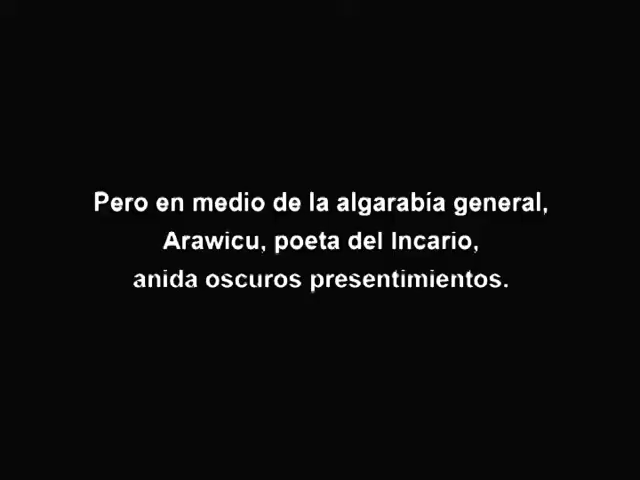 Pero en medio de la algarabía general,
Arawicu, poeta del Incario,
anida oscuros presentimientos.